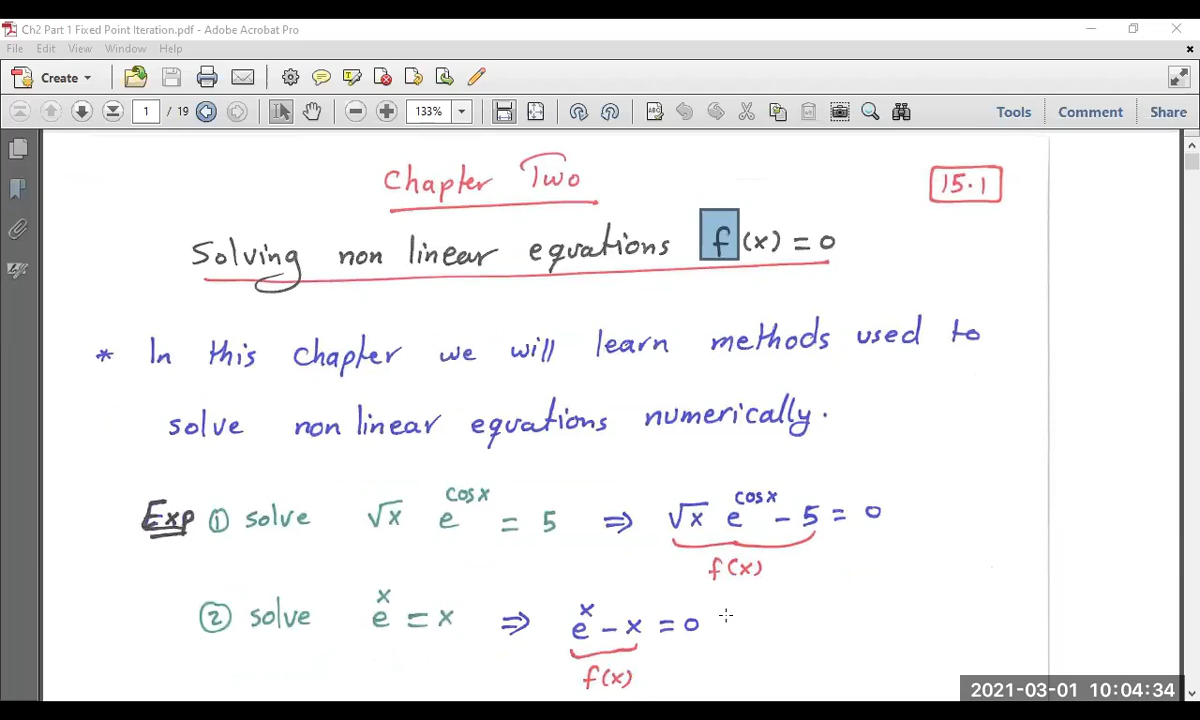 Ch2 Part 1 Fixed Point Iteration.pdf - Adobe Acrobat Pro
File Edit View Window Help
Create
1 / 19 133% Tools Comment Share
Chapter Two
15.1
Solving non linear equations f(x) = 0
* In this chapter we will learn methods used to
solve non linear equations numerically.
Exp ① solve √x e^cosx = 5 ⇒ √x e^cosx - 5 = 0
f(x)
② solve e^x = x ⇒ e^x - x = 0
f(x)
2021-03-01 10:04:34